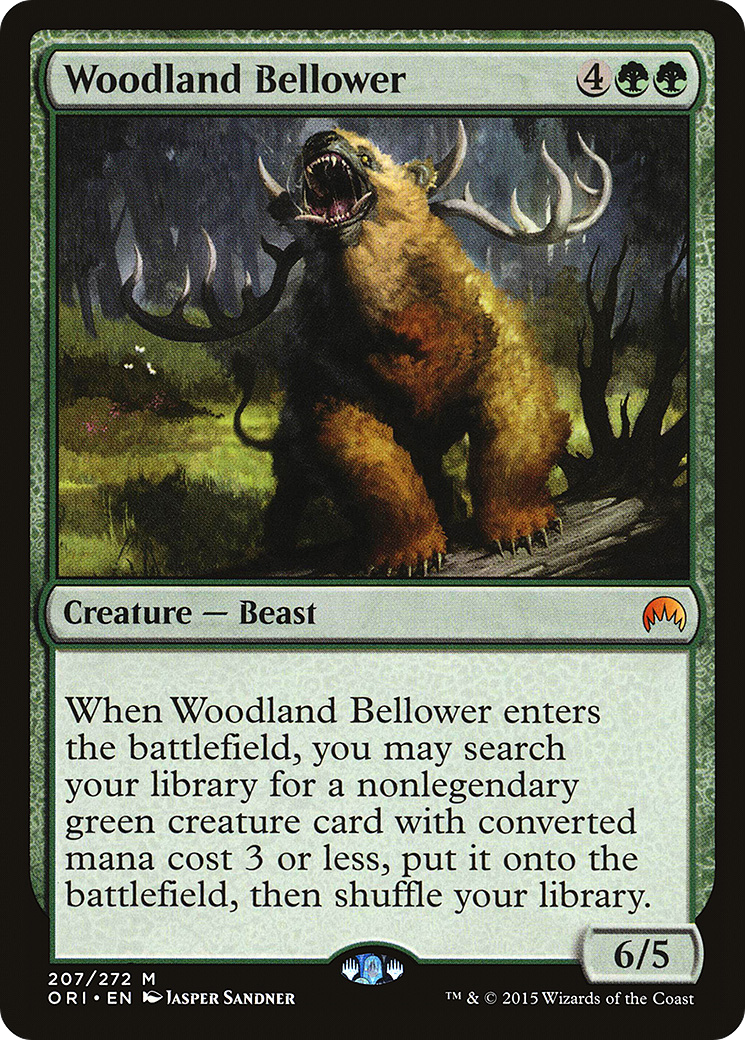 Woodland Bellower 4
Creature — Beast
When Woodland Bellower enters
the battlefield, you may search
your library for a nonlegendary
green creature card with converted
mana cost 3 or less, put it onto the
battlefield, then shuffle your library.
6/5
207/272 M
ORI • EN JASPER SANDNER
™ & © 2015 Wizards of the Coast